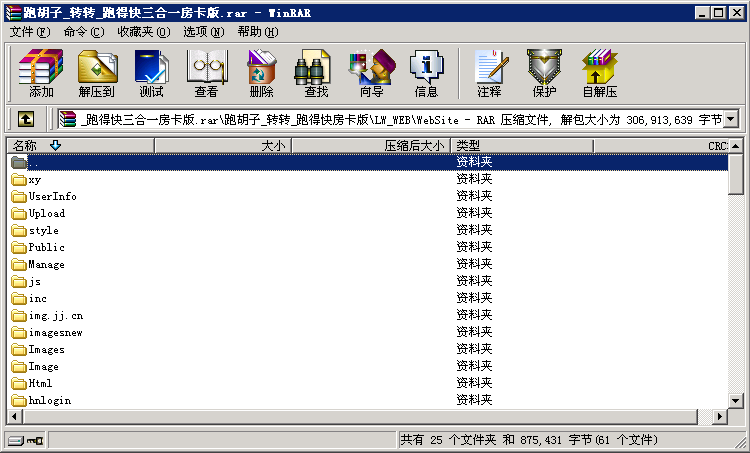 跑胡子_转转_跑得快三合一房卡版.rar - WinRAR
文件(F) 命令(C) 收藏夹(O) 选项(N) 帮助(H)
添加 解压到 测试 查看 删除 查找 向导 信息 注释 保护 自解压
_跑得快三合一房卡版.rar\跑胡子_转转_跑得快房卡版\LW_WEB\WebSite - RAR 压缩文件, 解包大小为 306,913,639 字节
名称 大小 压缩后大小 类型 CRC3
.. 资料夹
xy 资料夹
UserInfo 资料夹
Upload 资料夹
style 资料夹
Public 资料夹
Manage 资料夹
js 资料夹
inc 资料夹
img.jj.cn 资料夹
imagesnew 资料夹
Images 资料夹
Image 资料夹
Html 资料夹
hnlogin 资料夹
共有 25 个文件夹 和 875,431 字节(61 个文件)